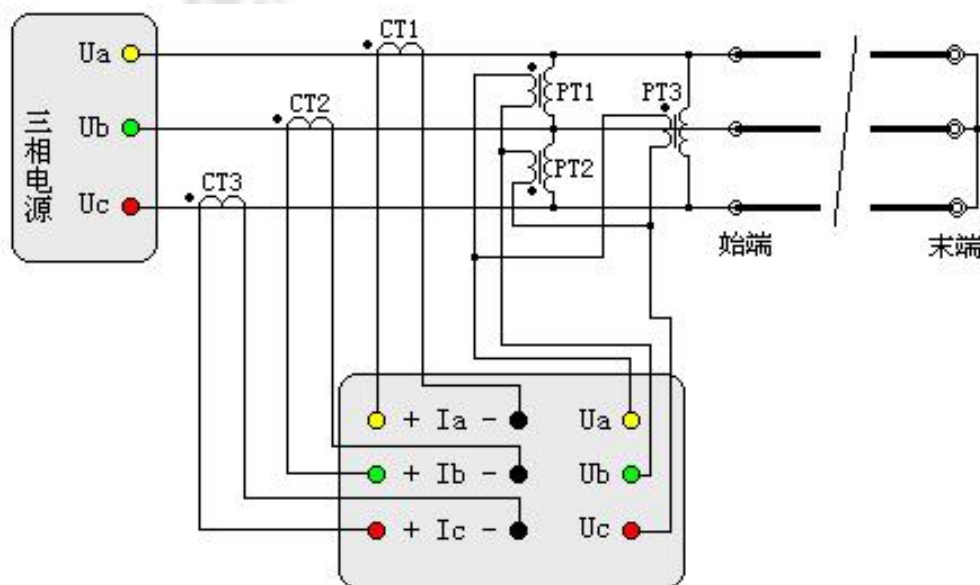 三相电源
Ua
Ub
Uc
CT1
CT2
CT3
PT1
PT2
PT3
始端
末端
+ Ia -
+ Ib -
+ Ic -
Ua
Ub
Uc